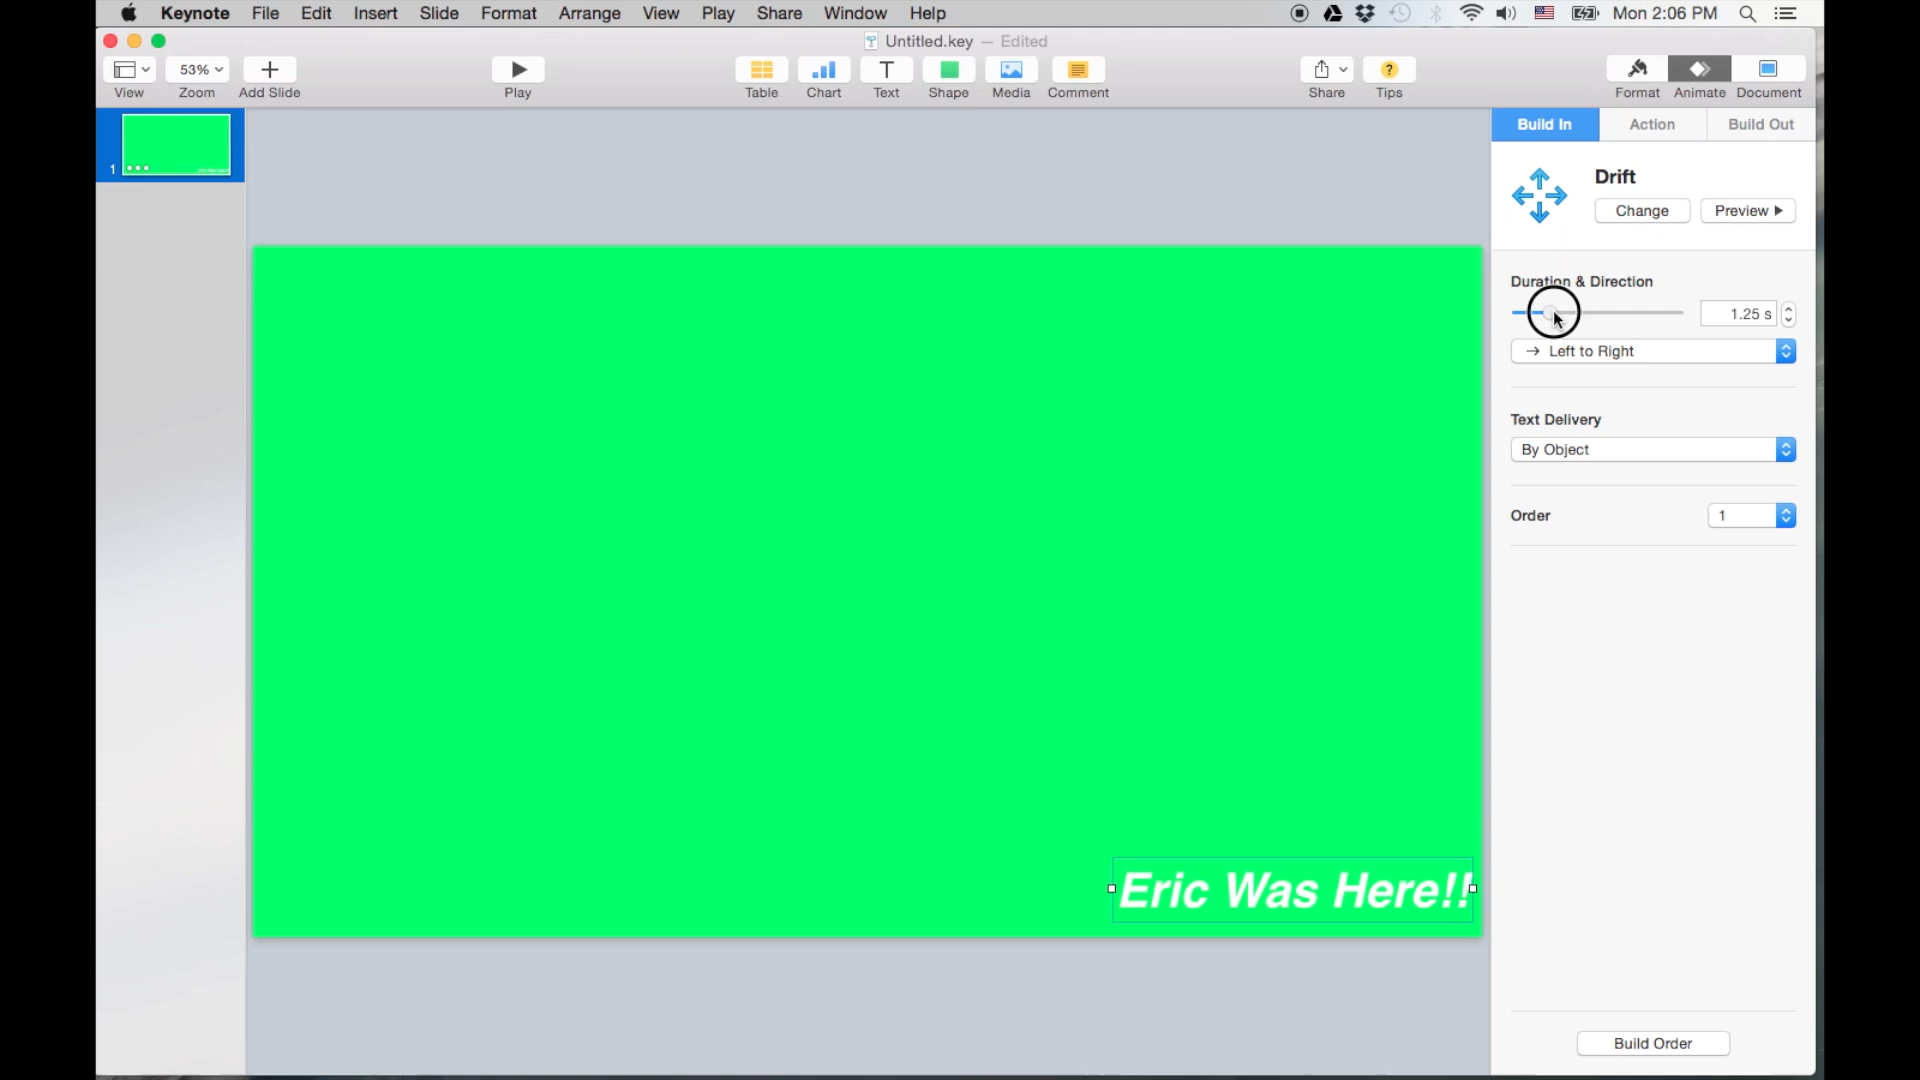 Keynote File Edit Insert Slide Format Arrange View Play Share Window Help Mon 2:06 PM
Untitled.key — Edited
53%
View Zoom Add Slide Play Table Chart Text Shape Media Comment Share Tips Format Animate Document
Build In Action Build Out
1
Drift
Change Preview
Duration & Direction
1.25 s
Left to Right
Text Delivery
By Object
Order 1
Eric Was Here!!
Build Order